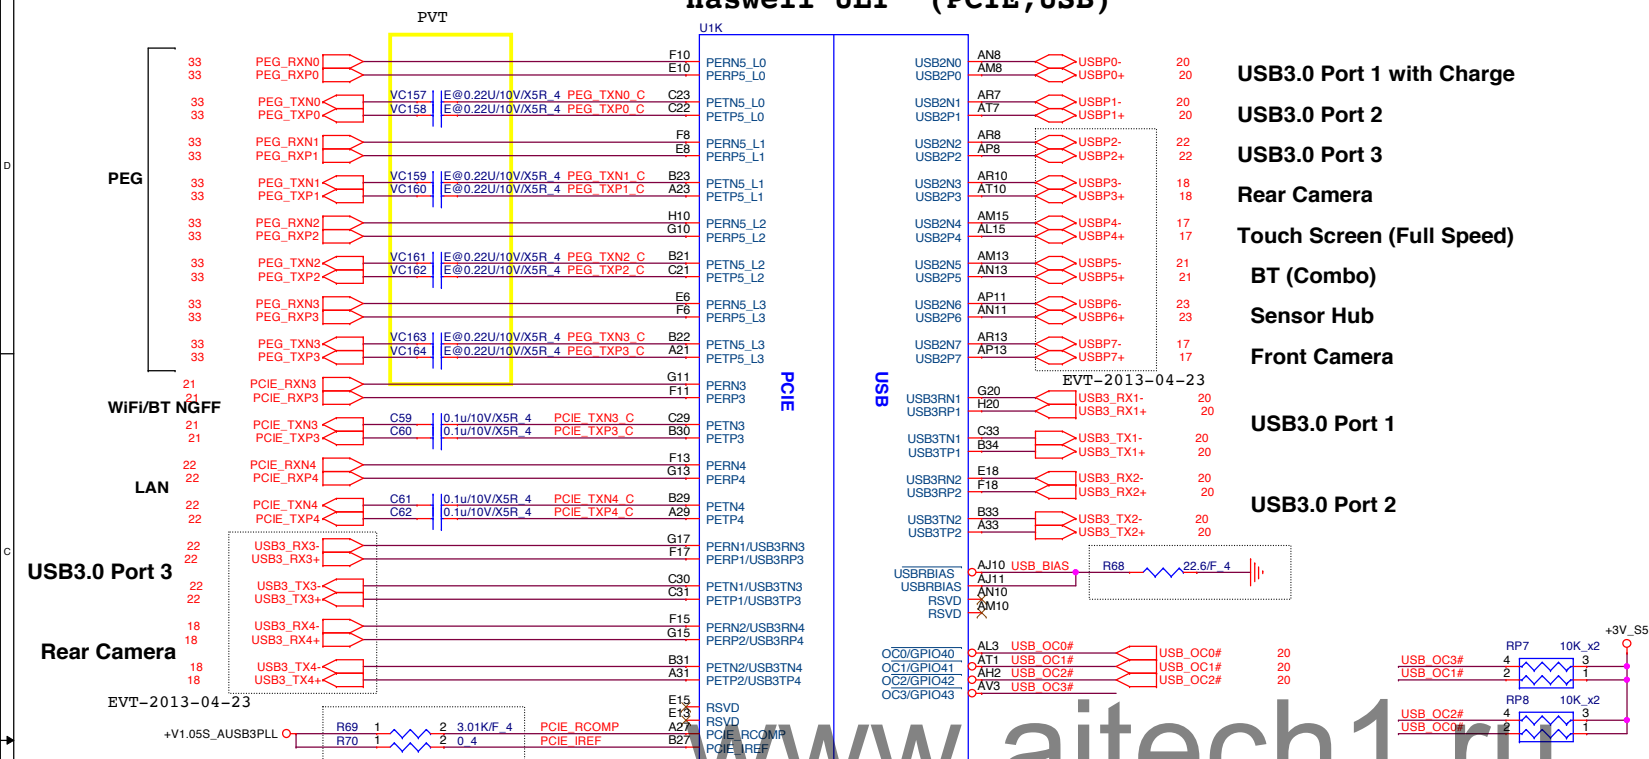 Haswell ULT (PCIE,USB)
PVT
U1K
D
C
PEG
33 PEG_RXN0 F10 PERN5_L0
33 PEG_RXP0 E10 PERP5_L0
33 PEG_TXN0 VC157 E@0.22U/10V/X5R_4 PEG_TXN0_C C23 PETN5_L0
33 PEG_TXP0 VC158 E@0.22U/10V/X5R_4 PEG_TXP0_C C22 PETP5_L0
33 PEG_RXN1 F8 PERN5_L1
33 PEG_RXP1 E8 PERP5_L1
33 PEG_TXN1 VC159 E@0.22U/10V/X5R_4 PEG_TXN1_C B23 PETN5_L1
33 PEG_TXP1 VC160 E@0.22U/10V/X5R_4 PEG_TXP1_C A23 PETP5_L1
33 PEG_RXN2 H10 PERN5_L2
33 PEG_RXP2 G10 PERP5_L2
33 PEG_TXN2 VC161 E@0.22U/10V/X5R_4 PEG_TXN2_C B21 PETN5_L2
33 PEG_TXP2 VC162 E@0.22U/10V/X5R_4 PEG_TXP2_C C21 PETP5_L2
33 PEG_RXN3 E6 PERN5_L3
33 PEG_RXP3 F6 PERP5_L3
33 PEG_TXN3 VC163 E@0.22U/10V/X5R_4 PEG_TXN3_C B22 PETN5_L3
33 PEG_TXP3 VC164 E@0.22U/10V/X5R_4 PEG_TXP3_C A21 PETP5_L3
WiFi/BT NGFF
21 PCIE_RXN3 G11 PERN3
21 PCIE_RXP3 F11 PERP3
21 PCIE_TXN3 C59 0.1u/10V/X5R_4 PCIE_TXN3_C C29 PETN3
21 PCIE_TXP3 C60 0.1u/10V/X5R_4 PCIE_TXP3_C B30 PETP3
LAN
22 PCIE_RXN4 F13 PERN4
22 PCIE_RXP4 G13 PERP4
22 PCIE_TXN4 C61 0.1u/10V/X5R_4 PCIE_TXN4_C B29 PETN4
22 PCIE_TXP4 C62 0.1u/10V/X5R_4 PCIE_TXP4_C A29 PETP4
USB3.0 Port 3
22 USB3_RX3- G17 PERN1/USB3RN3
22 USB3_RX3+ F17 PERP1/USB3RP3
22 USB3_TX3- C30 PETN1/USB3TN3
22 USB3_TX3+ C31 PETP1/USB3TP3
Rear Camera
18 USB3_RX4- F15 PERN2/USB3RN4
18 USB3_RX4+ G15 PERP2/USB3RP4
18 USB3_TX4- B31 PETN2/USB3TN4
18 USB3_TX4+ A31 PETP2/USB3TP4
EVT-2013-04-23
E15 RSVD
E13 RSVD
+V1.05S_AUSB3PLL
R69 1 2 3.01K/F_4 PCIE_RCOMP A27 PCIE_RCOMP
R70 1 2 0_4 PCIE_IREF B27 PCIE_IREF
PCIE
USB
USB2N0 AN8 USBP0- 20
USB2P0 AM8 USBP0+ 20
USB3.0 Port 1 with Charge
USB2N1 AR7 USBP1- 20
USB2P1 AT7 USBP1+ 20
USB3.0 Port 2
USB2N2 AR8 USBP2- 22
USB2P2 AP8 USBP2+ 22
USB3.0 Port 3
USB2N3 AR10 USBP3- 18
USB2P3 AT10 USBP3+ 18
Rear Camera
USB2N4 AM15 USBP4- 17
USB2P4 AL15 USBP4+ 17
Touch Screen (Full Speed)
USB2N5 AM13 USBP5- 21
USB2P5 AN13 USBP5+ 21
BT (Combo)
USB2N6 AP11 USBP6- 23
USB2P6 AN11 USBP6+ 23
Sensor Hub
USB2N7 AR13 USBP7- 17
USB2P7 AP13 USBP7+ 17
Front Camera
EVT-2013-04-23
USB3RN1 G20 USB3_RX1- 20
USB3RP1 H20 USB3_RX1+ 20
USB3.0 Port 1
USB3TN1 C33 USB3_TX1- 20
USB3TP1 B34 USB3_TX1+ 20
USB3RN2 E18 USB3_RX2- 20
USB3RP2 F18 USB3_RX2+ 20
USB3.0 Port 2
USB3TN2 B33 USB3_TX2- 20
USB3TP2 A33 USB3_TX2+ 20
USBRBIAS AJ10 USB_BIAS R68 22.6/F_4
USBRBIAS AJ11
RSVD AN10
RSVD AM10
OC0/GPIO40 AL3 USB_OC0# USB_OC0# 20
OC1/GPIO41 AT1 USB_OC1# USB_OC1# 20
OC2/GPIO42 AH2 USB_OC2# USB_OC2# 20
OC3/GPIO43 AV3 USB_OC3#
+3V_S5
RP7 10K_x2
USB_OC3# 4 3
USB_OC1# 2 1
RP8 10K_x2
USB_OC2# 4 3
USB_OC0# 2 1
www.aitech1.ru